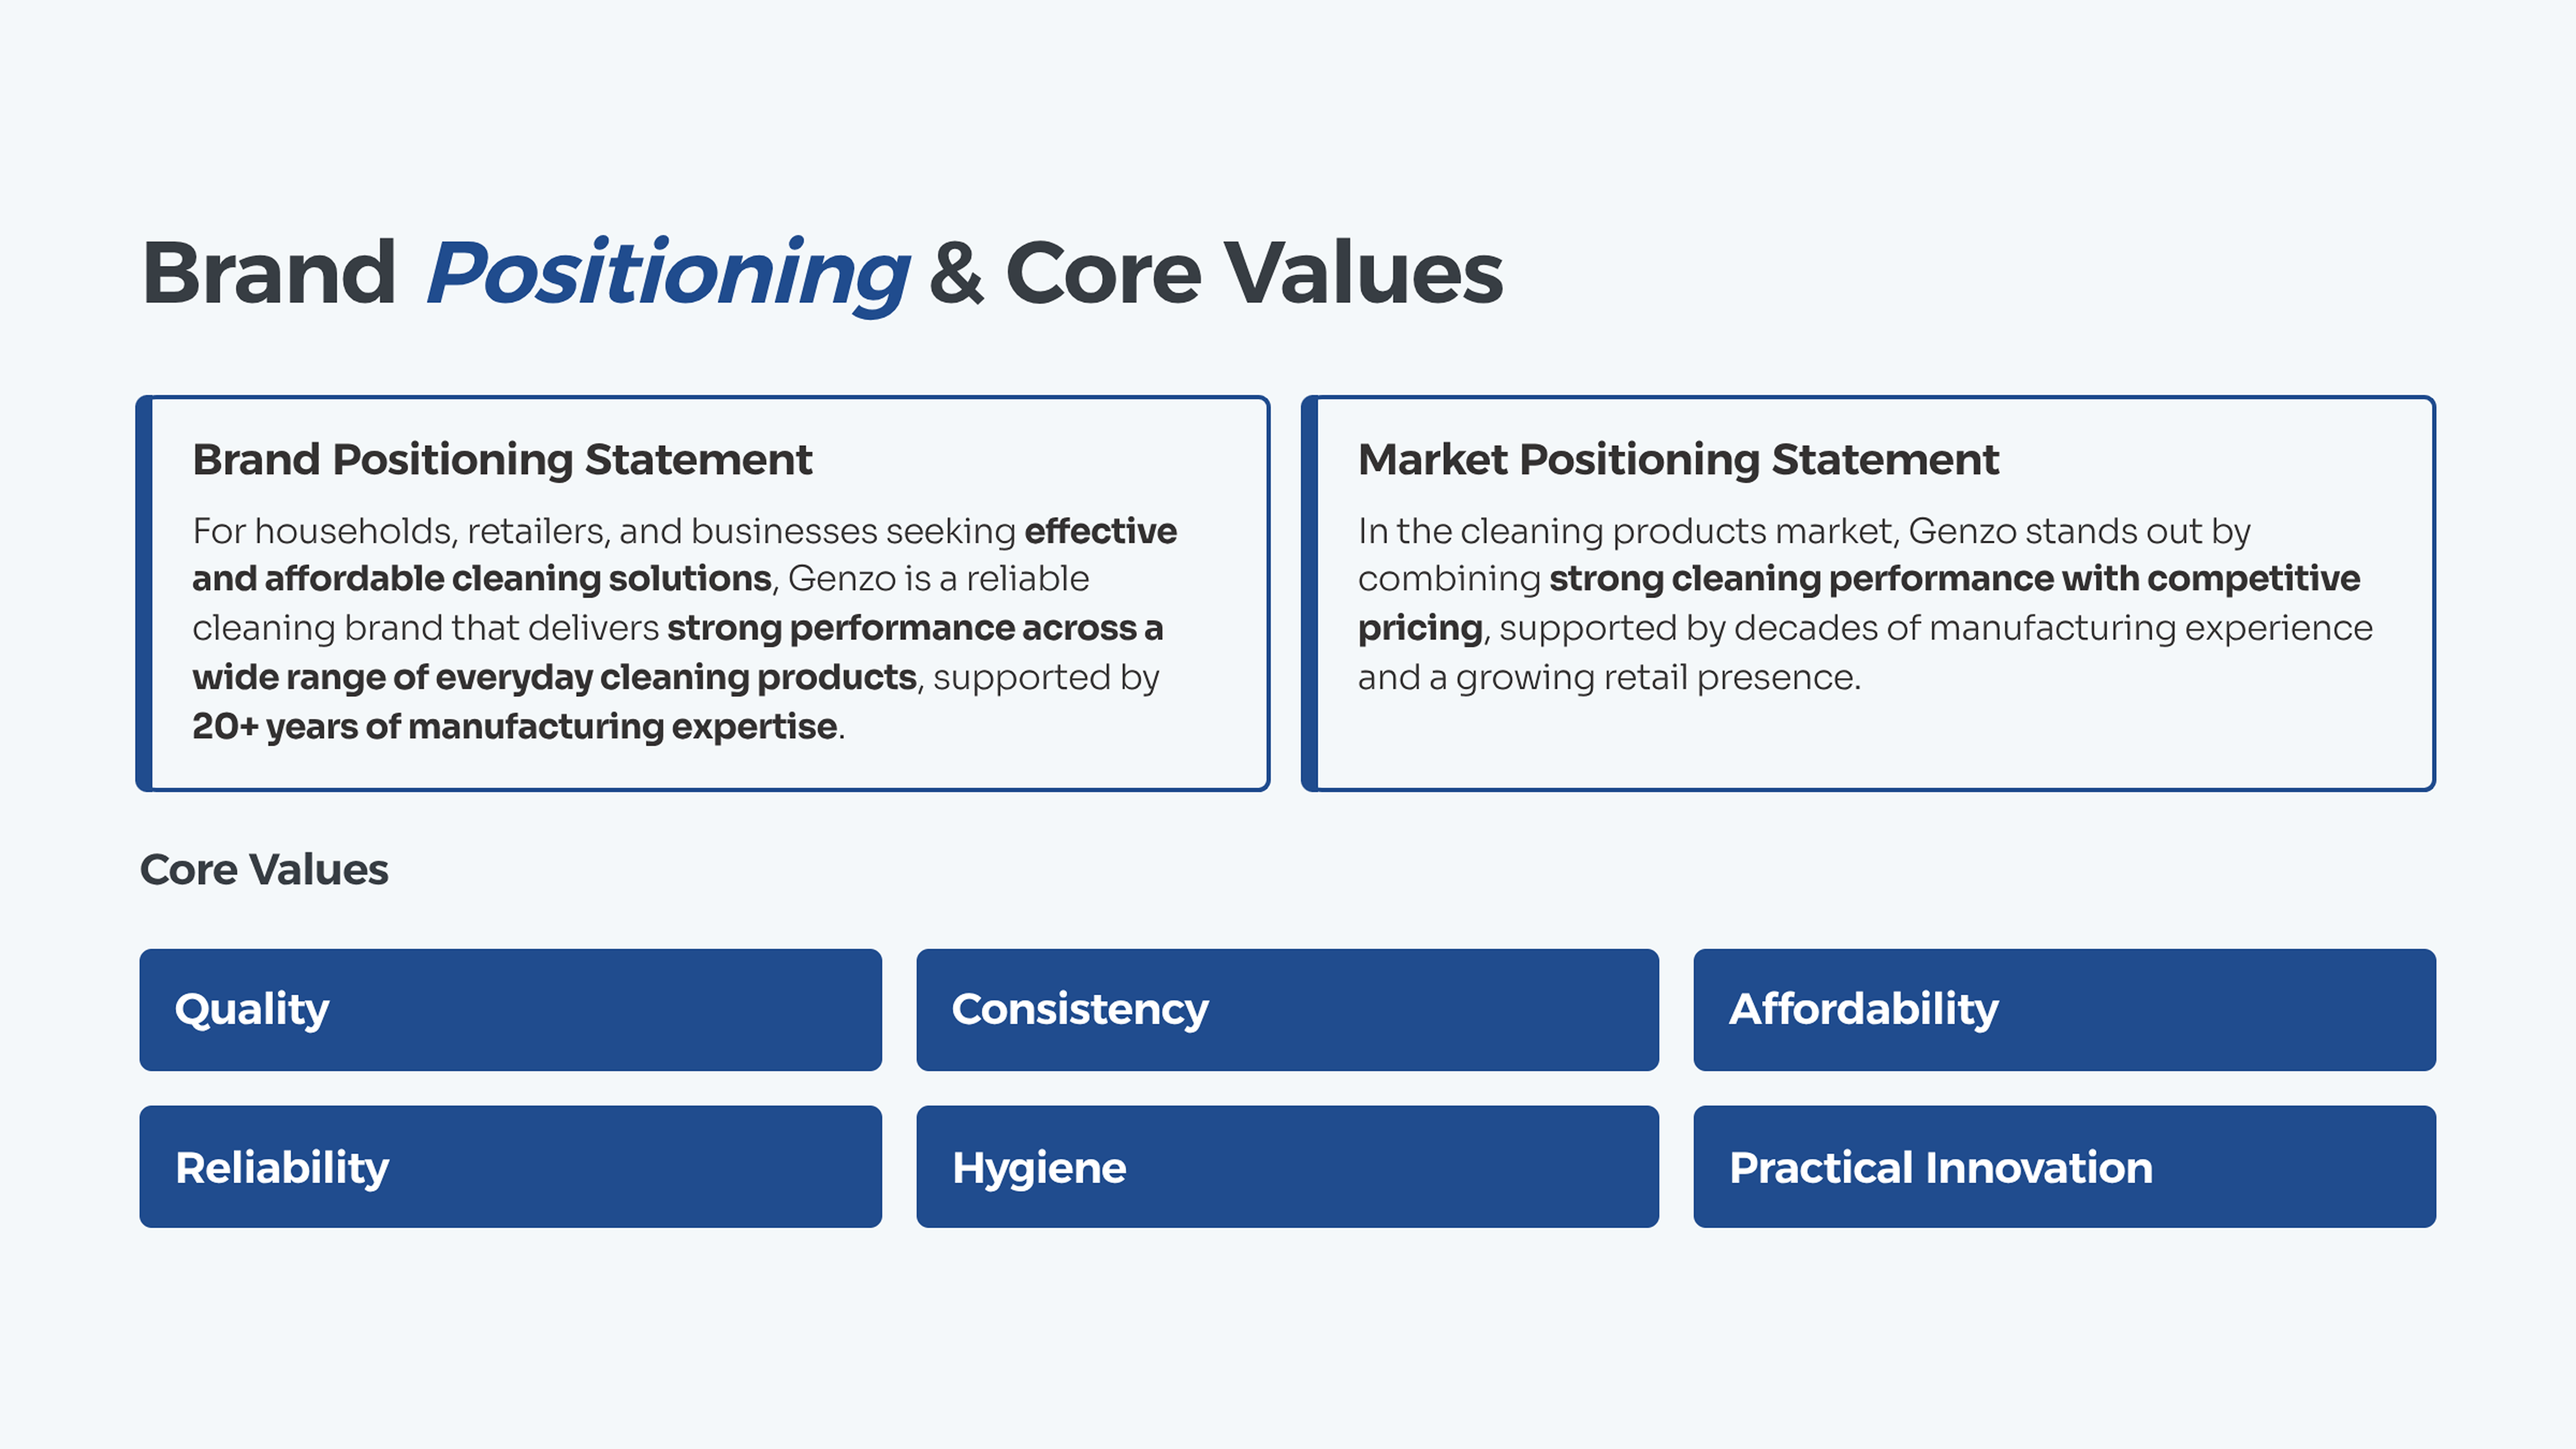 Brand Positioning & Core Values
Brand Positioning Statement
For households, retailers, and businesses seeking effective
and affordable cleaning solutions, Genzo is a reliable
cleaning brand that delivers strong performance across a
wide range of everyday cleaning products, supported by
20+ years of manufacturing expertise.
Market Positioning Statement
In the cleaning products market, Genzo stands out by
combining strong cleaning performance with competitive
pricing, supported by decades of manufacturing experience
and a growing retail presence.
Core Values
Quality
Consistency
Affordability
Reliability
Hygiene
Practical Innovation